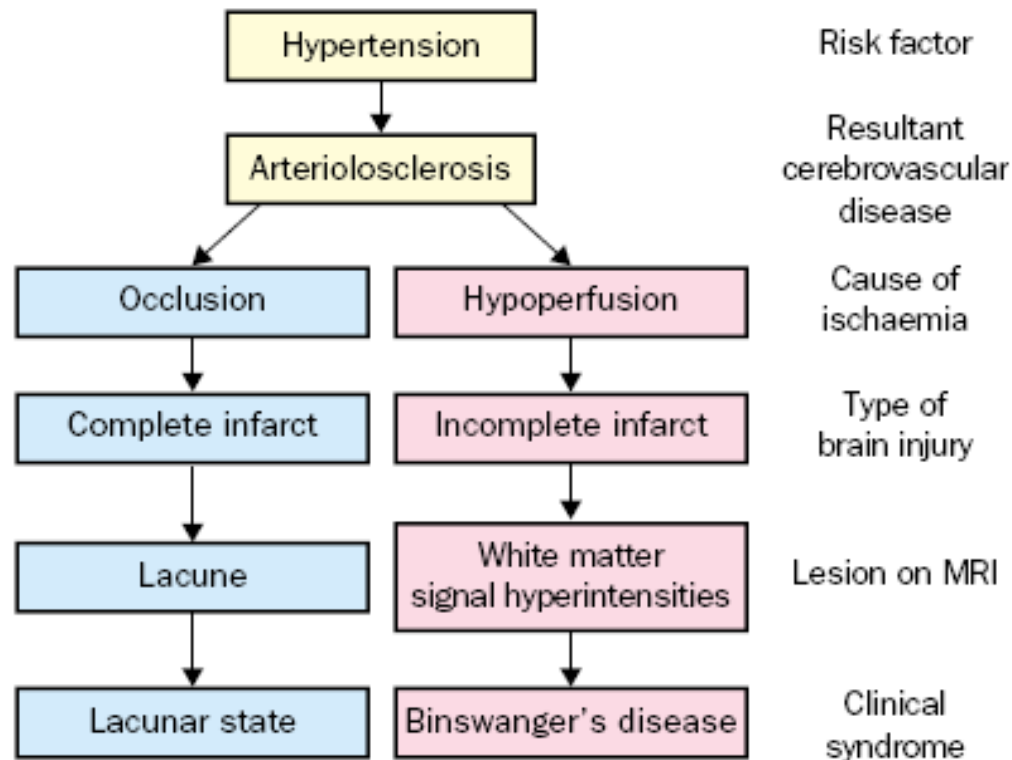 Hypertension
Risk factor
Arteriolosclerosis
Resultant
cerebrovascular
disease
Occlusion
Hypoperfusion
Cause of
ischaemia
Complete infarct
Incomplete infarct
Type of
brain injury
Lacune
White matter
signal hyperintensities
Lesion on MRI
Lacunar state
Binswanger's disease
Clinical
syndrome